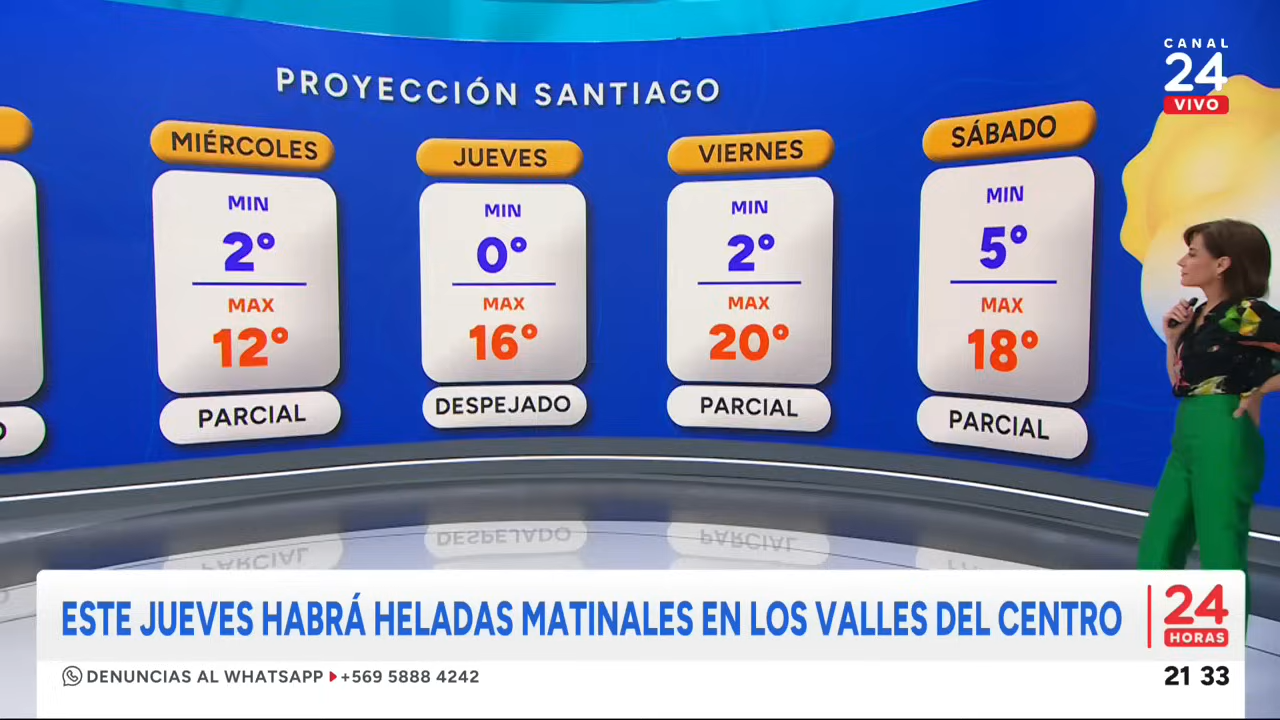 PROYECCIÓN SANTIAGO
CANAL
24
VIVO
MIÉRCOLES
MIN
2°
MAX
12°
PARCIAL
JUEVES
MIN
0°
MAX
16°
DESPEJADO
VIERNES
MIN
2°
MAX
20°
PARCIAL
SÁBADO
MIN
5°
MAX
18°
PARCIAL
ESTE JUEVES HABRÁ HELADAS MATINALES EN LOS VALLES DEL CENTRO
24
HORAS
DENUNCIAS AL WHATSAPP +569 5888 4242
21 33